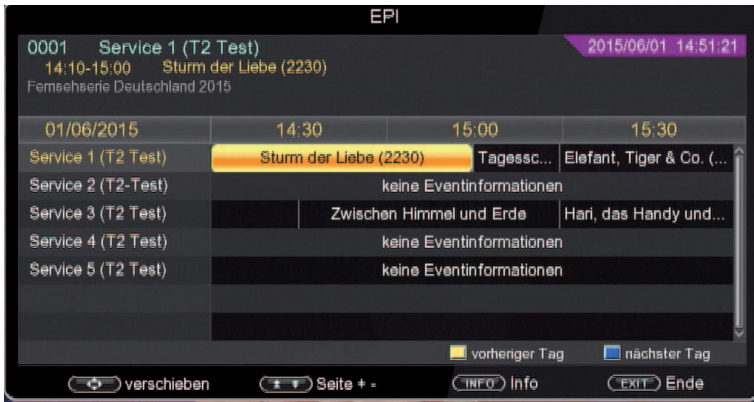 EPI
0001 Service 1 (T2 Test) 2015/06/01 14:51:21
14:10-15:00 Sturm der Liebe (2230)
Fernsehserie Deutschland 2015
01/06/2015 14:30 15:00 15:30
Service 1 (T2 Test) Sturm der Liebe (2230) Tagessc... Elefant, Tiger & Co. (...
Service 2 (T2-Test) keine Eventinformationen
Service 3 (T2 Test) Zwischen Himmel und Erde Hari, das Handy und...
Service 4 (T2 Test) keine Eventinformationen
Service 5 (T2 Test) keine Eventinformationen
vorheriger Tag nächster Tag
verschieben Seite + - INFO Info EXIT Ende